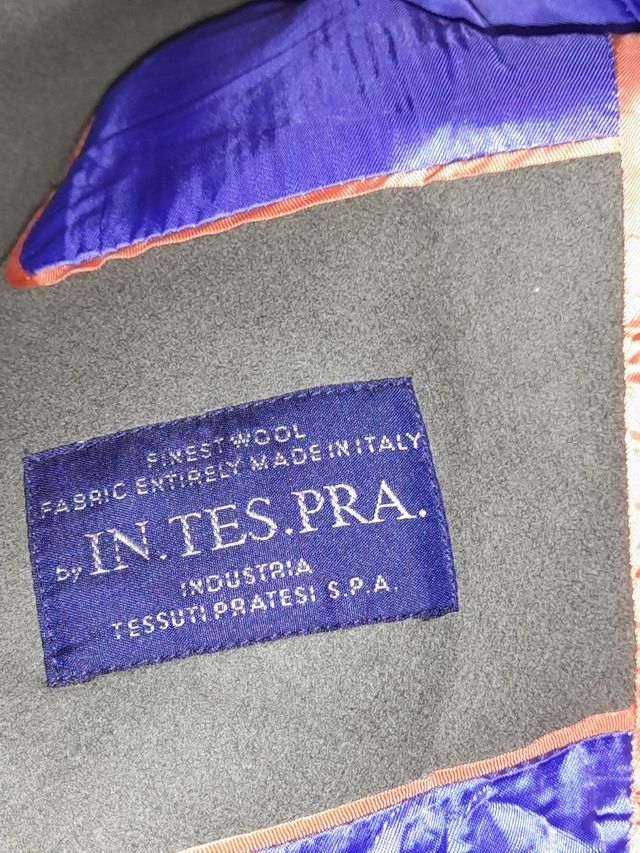 FINEST WOOL
FABRIC ENTIRELY MADE IN ITALY
by IN.TES.PRA.
INDUSTRIA
TESSUTI PRATESI S.P.A.